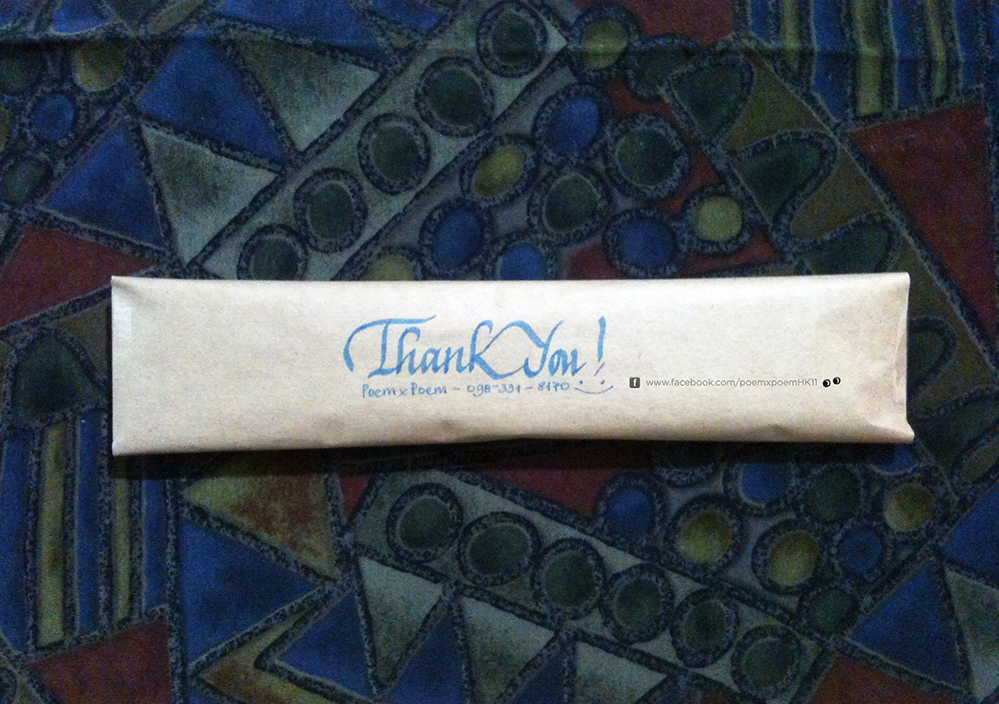 Thank You!
Poem x Poem - 098-331-8170
f www.facebook.com/poemxpoemHK11